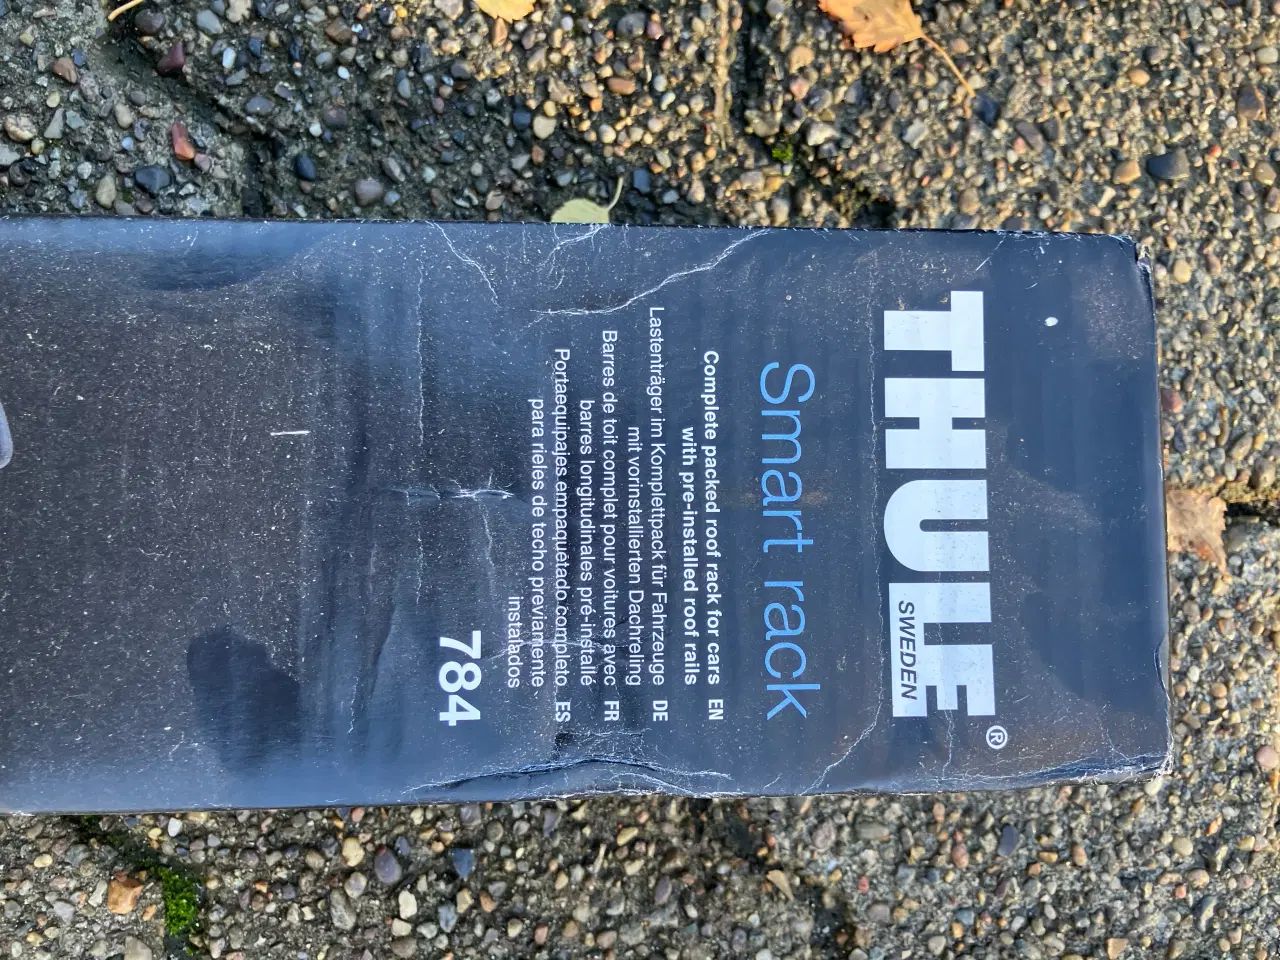 THULE®
SWEDEN
Smart rack
Complete packed roof rack for cars EN
with pre-installed roof rails
Lastenträger im Komplettpack für Fahrzeuge DE
mit vorinstallierten Dachreling
Barres de toit complet pour voitures avec FR
barres longitudinales pré-installé
Portaequipajes empaquetado completo ES
para rieles de techo previamente
instalados
784